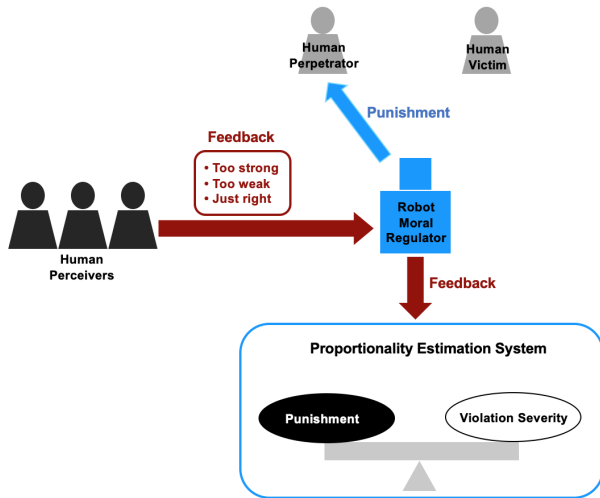 Human
Perpetrator
Human
Victim
Punishment
Feedback
• Too strong
• Too weak
• Just right
Robot
Moral
Regulator
Human
Perceivers
Feedback
Proportionality Estimation System
Punishment
Violation Severity